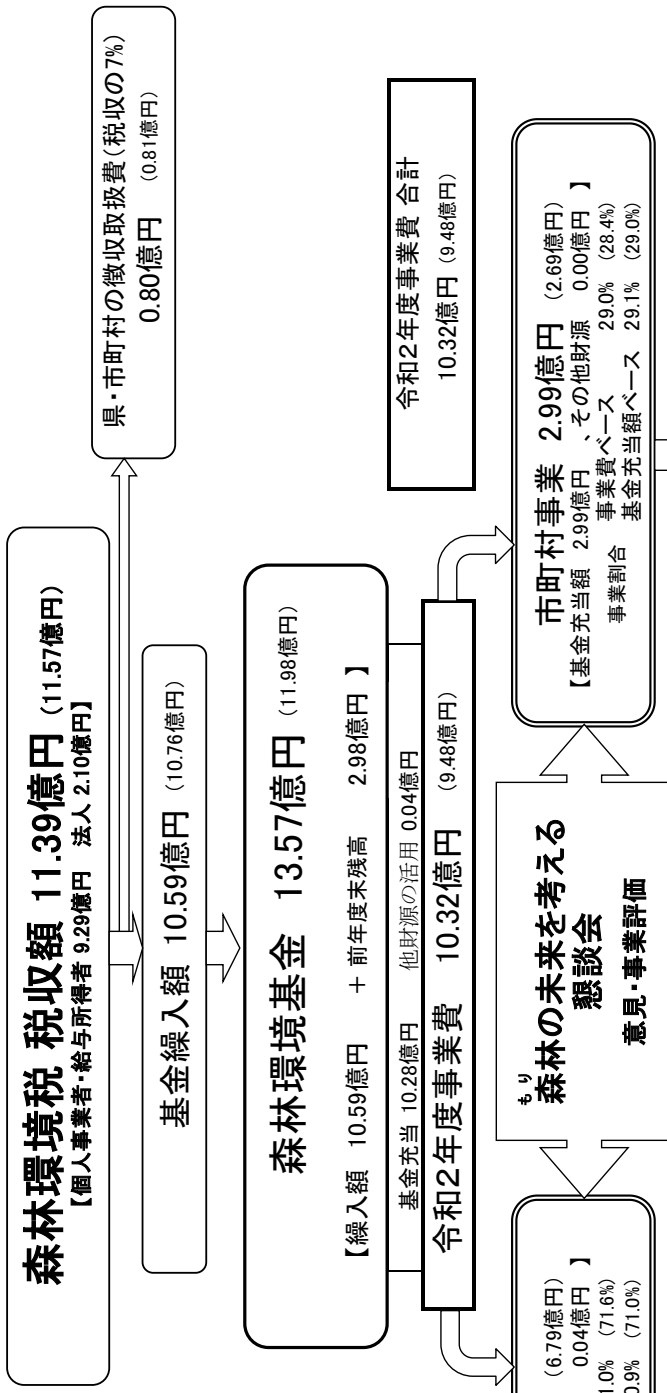 森林環境税 税収額 11.39億円 (11.57億円)
【個人事業者・給与所得者 9.29億円 法人 2.10億円】
県・市町村の徴収取扱費(税収の7%)
0.80億円 (0.81億円)
基金繰入額 10.59億円 (10.76億円)
森林環境基金 13.57億円 (11.98億円)
【繰入額 10.59億円 + 前年度末残高 2.98億円 】
基金充当 10.28億円 他財源の活用 0.04億円
令和2年度事業費 10.32億円 (9.48億円)
令和2年度事業費 合計
10.32億円 (9.48億円)
(6.79億円)
0.04億円 】
1.0% (71.6%)
0.9% (71.0%)
もり
森林の未来を考える
懇談会
意見・事業評価
市町村事業 2.99億円 (2.69億円)
【基金充当額 2.99億円 、その他財源 0.00億円 】
事業割合 事業費ベース 29.0% (28.4%)
基金充当額ベース 29.1% (29.0%)